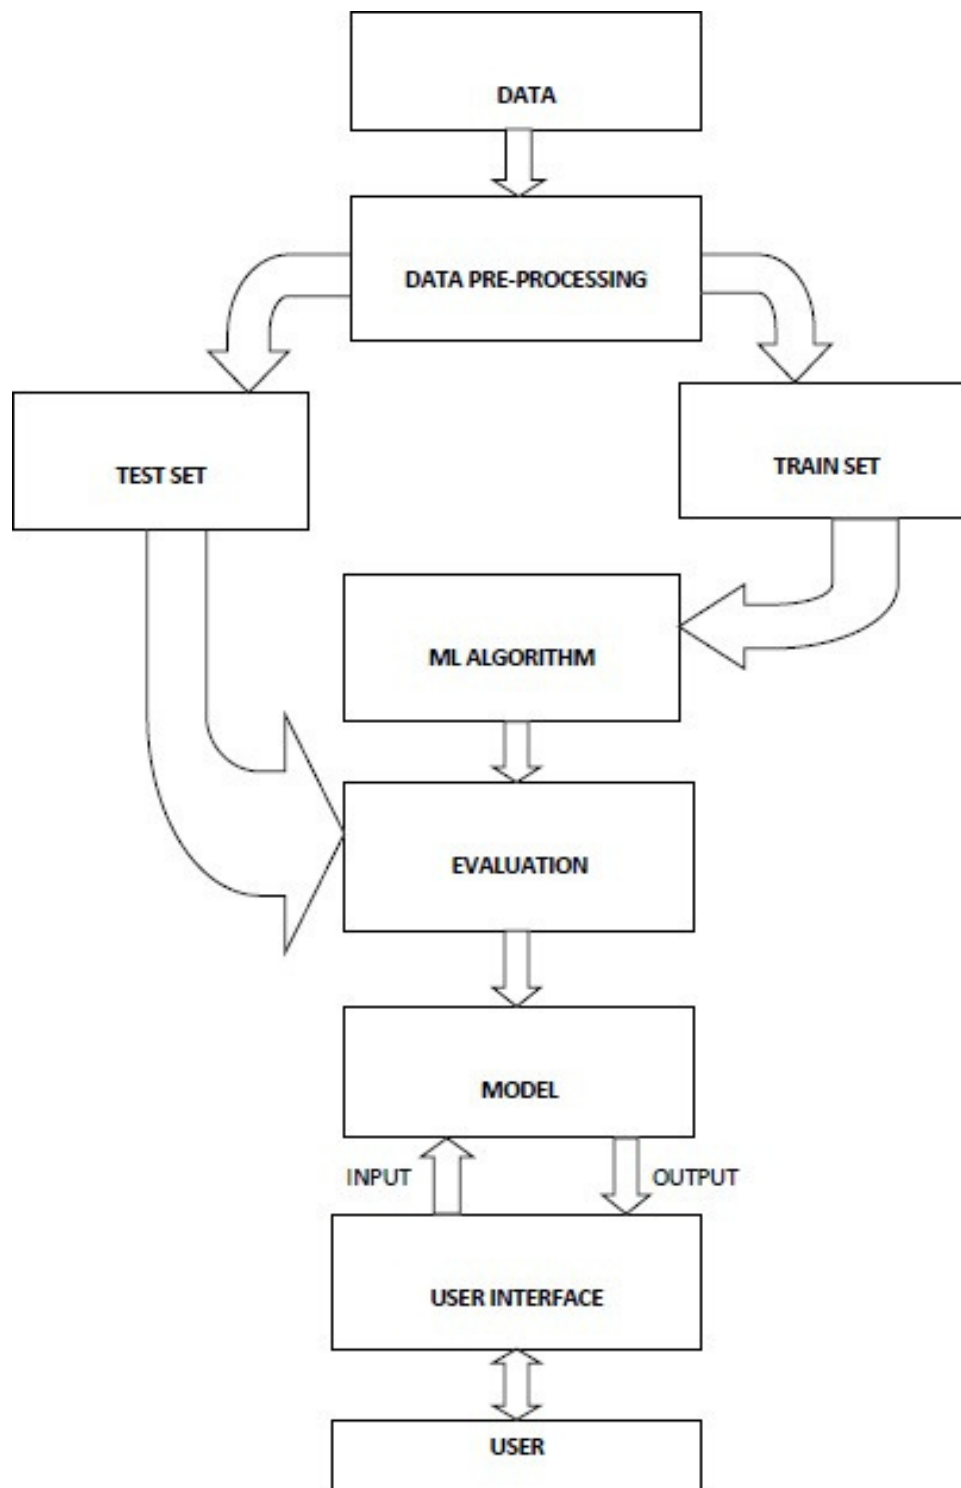 DATA
DATA PRE-PROCESSING
TEST SET
TRAIN SET
ML ALGORITHM
EVALUATION
MODEL
INPUT
OUTPUT
USER INTERFACE
USER